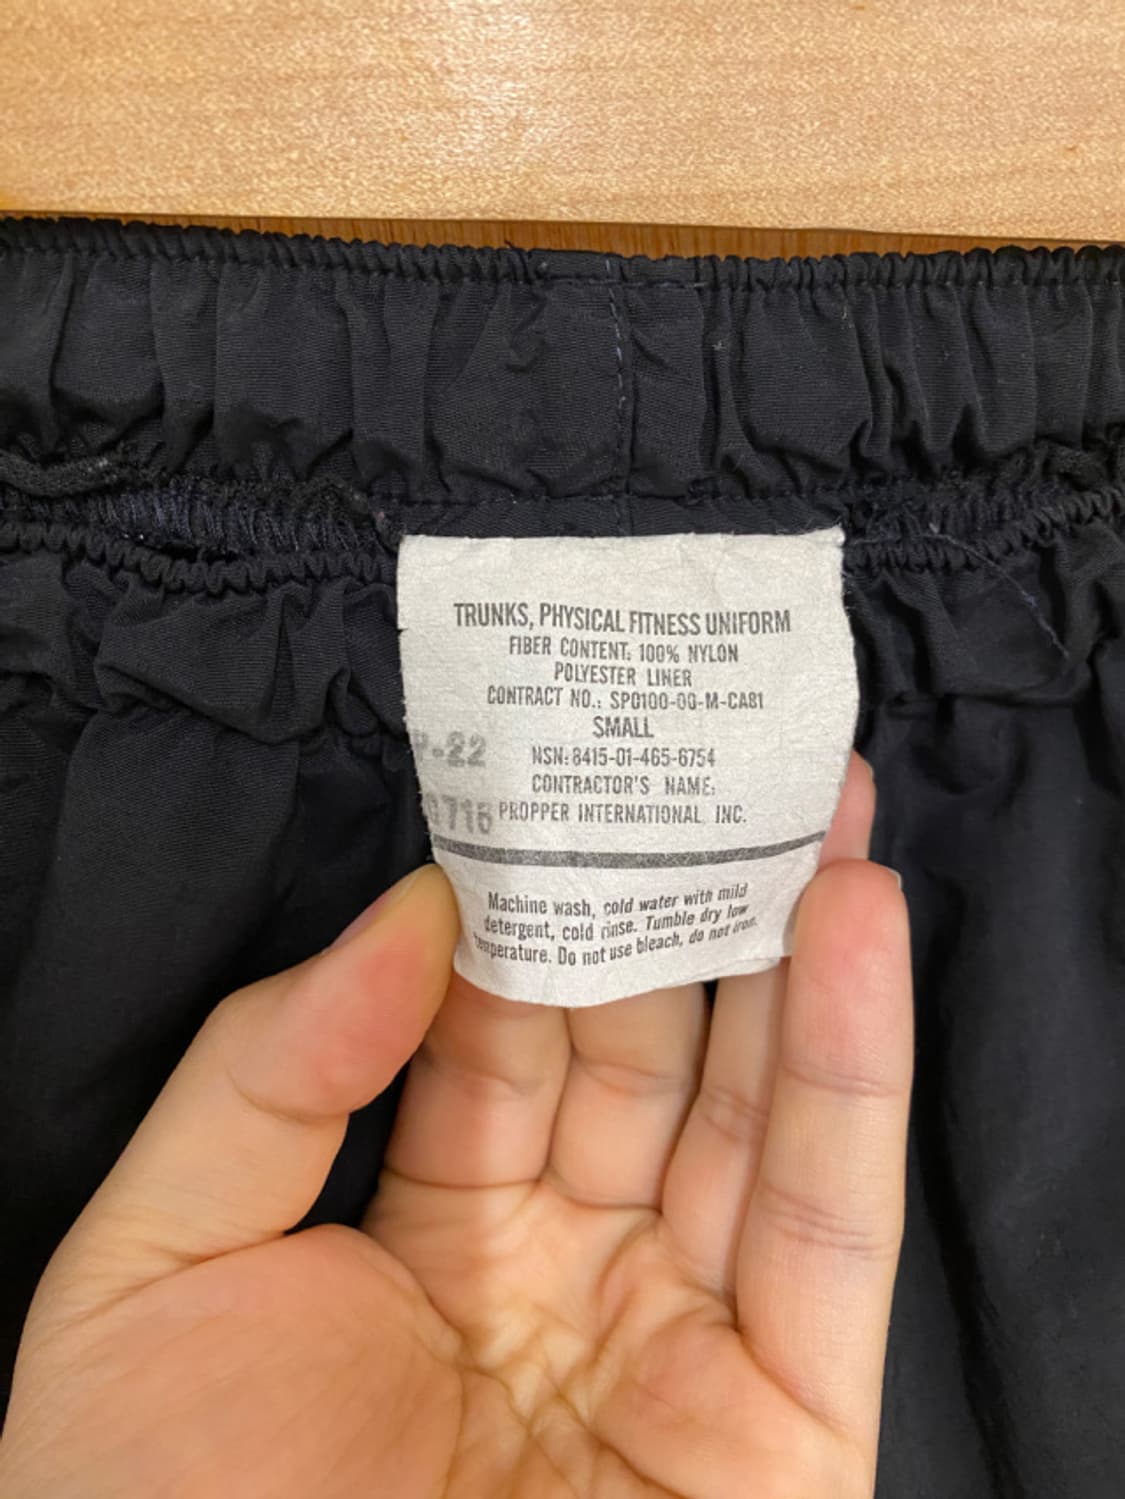 TRUNKS, PHYSICAL FITNESS UNIFORM
FIBER CONTENT: 100% NYLON
POLYESTER LINER
CONTRACT NO.: SP0100-00-M-CA81
SMALL
-22
NSN: 8415-01-465-6754
CONTRACTOR'S NAME:
PROPPER INTERNATIONAL INC.
Machine wash, cold water with mild
detergent, cold rinse. Tumble dry low
temperature. Do not use bleach, do not iron.